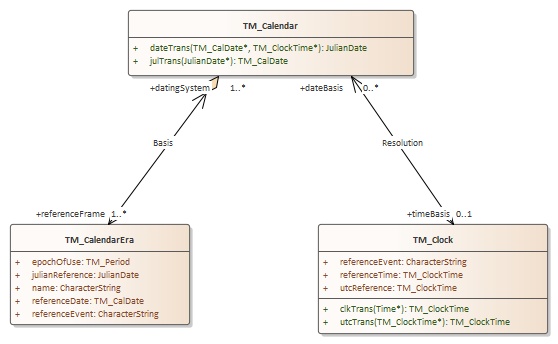 TM_Calendar
+ dateTrans(TM_CalDate*, TM_ClockTime*): JulianDate
+ julTrans(JulianDate*): TM_CalDate
+datingSystem 1..* +dateBasis 0..*
Basis Resolution
+referenceFrame 1..* +timeBasis 0..1
TM_CalendarEra
+ epochOfUse: TM_Period
+ julianReference: JulianDate
+ name: CharacterString
+ referenceDate: TM_CalDate
+ referenceEvent: CharacterString
TM_Clock
+ referenceEvent: CharacterString
+ referenceTime: TM_ClockTime
+ utcReference: TM_ClockTime
+ clkTrans(Time*): TM_ClockTime
+ utcTrans(TM_ClockTime*): TM_ClockTime